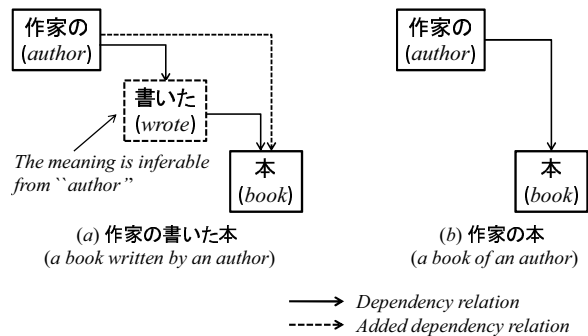 作家の
(author)
書いた
(wrote)
The meaning is inferable
from ``author”
本
(book)
(a) 作家の書いた本
(a book written by an author)
作家の
(author)
本
(book)
(b) 作家の本
(a book of an author)
Dependency relation
Added dependency relation